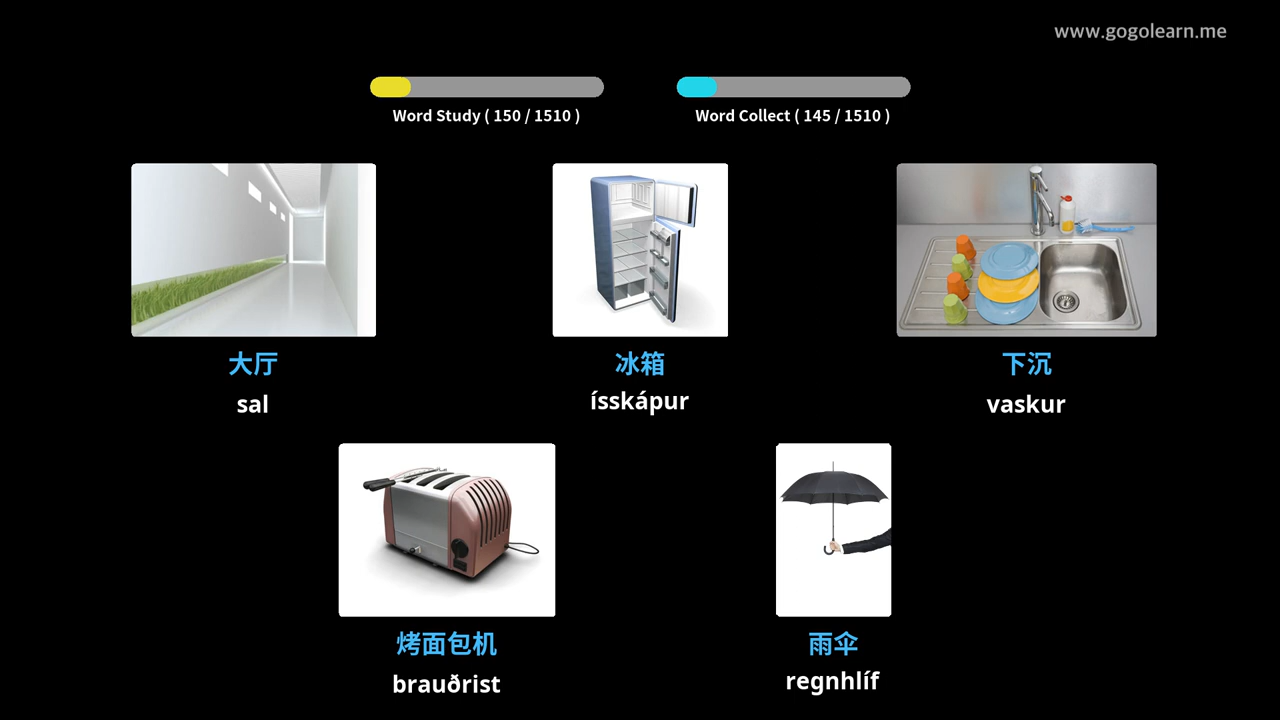 www.gogolearn.me
Word Study ( 150 / 1510 )
Word Collect ( 145 / 1510 )
大厅
sal
冰箱
ísskápur
下沉
vaskur
烤面包机
brauðrist
雨伞
regnhlíf